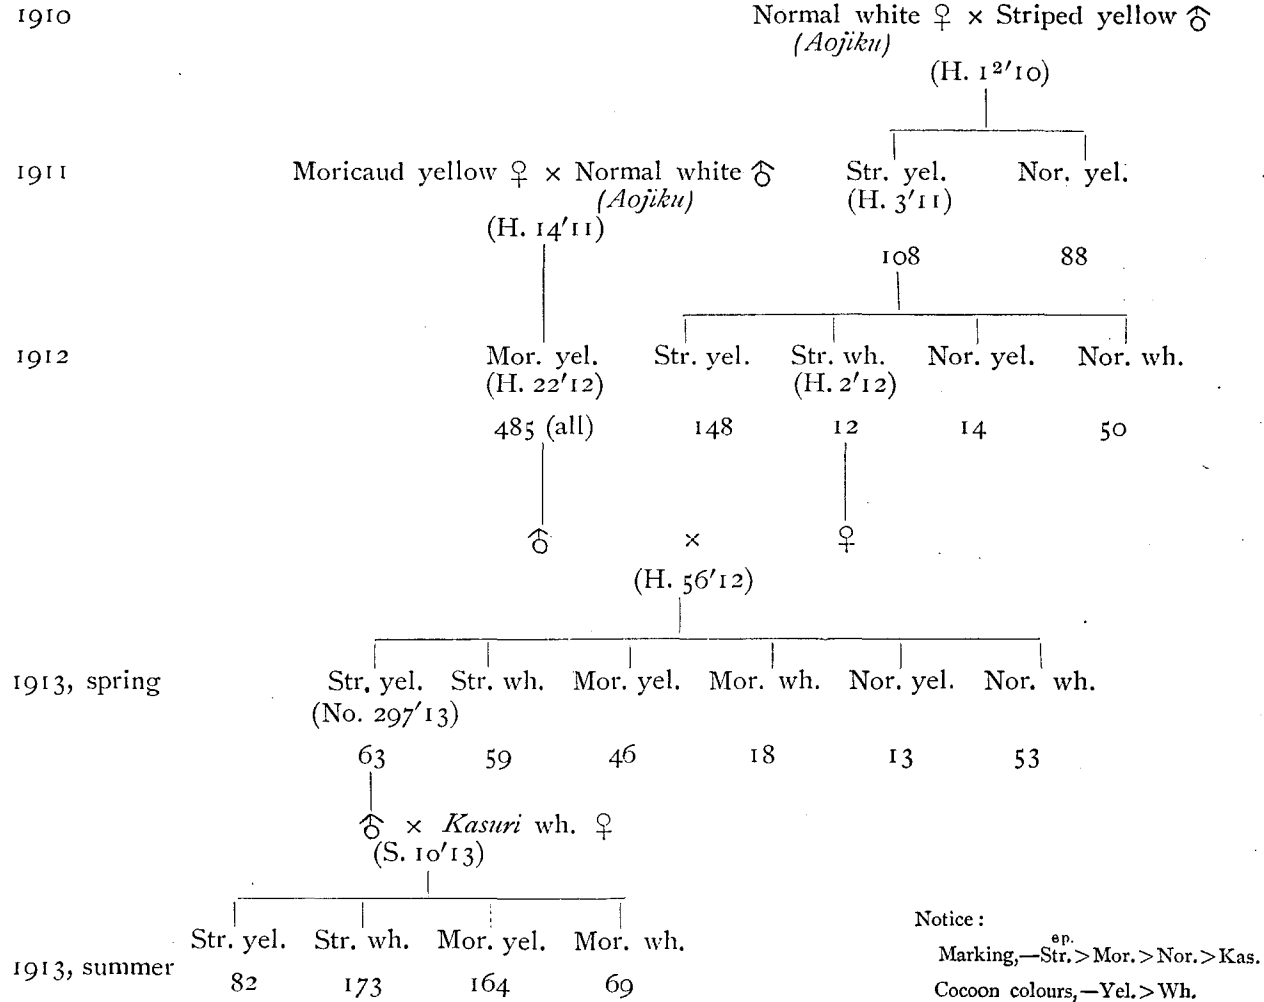 1910 Normal white ♀ × Striped yellow ♂
(Aojiku)
(H. 12'10)
1911 Moricaud yellow ♀ × Normal white ♂ Str. yel. Nor. yel.
(Aojiku) (H. 3'11)
(H. 14'11)
108 88
1912 Mor. yel. Str. yel. Str. wh. Nor. yel. Nor. wh.
(H. 22'12) (H. 2'12)
485 (all) 148 12 14 50
♂ × ♀
(H. 56'12)
1913, spring Str. yel. Str. wh. Mor. yel. Mor. wh. Nor. yel. Nor. wh.
(No. 297'13)
63 59 46 18 13 53
♂ × Kasuri wh. ♀
(S. 10'13)
Str. yel. Str. wh. Mor. yel. Mor. wh.
1913, summer 82 173 164 69
Notice :
ep.
Marking,—Str.>Mor.>Nor.>Kas.
Cocoon colours,—Yel.>Wh.